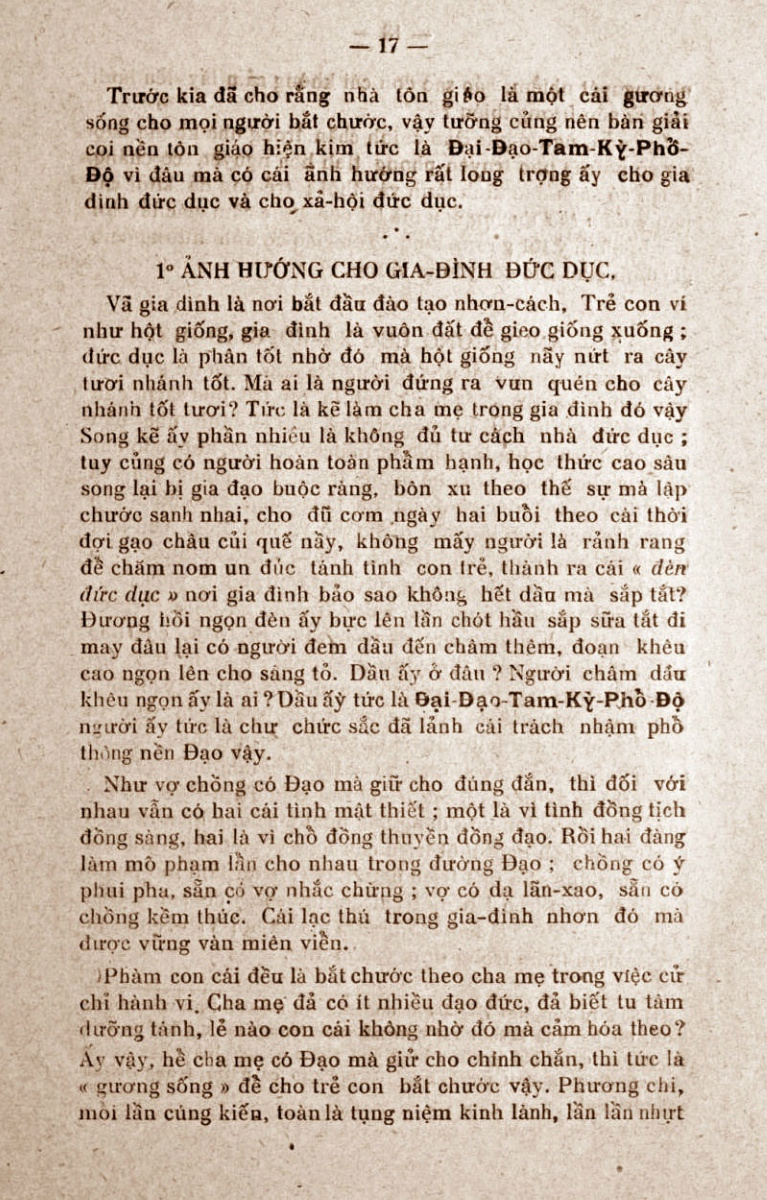 — 17 —
Trước kia đã cho rằng nhà tôn giáo là một cái gương
sống cho mọi người bắt chước, vậy tưởng củng nên bàn giải
coi nền tôn giáo hiện kim tức là Đại-Đạo-Tam-Kỳ-Phổ-
Độ vì đâu mà có cái ảnh hưởng rất long trọng ấy cho gia
đình đức dục và cho xả-hội đức dục.
1° ẢNH HƯỚNG CHO GIA-ĐÌNH ĐỨC DỤC.
Vã gia dình là nơi bắt đầu đào tạo nhơn-cách, Trẻ con ví
như hột giống, gia đình là vuôn đất để gieo giống xuống ;
đức dục là phân tốt nhờ đó mà hột giống nãy nứt ra cây
tươi nhánh tốt. Mà ai là người đứng ra vun quén cho cây
nhánh tốt tươi? Tức là kẽ làm cha mẹ trong gia đình đó vậy
Song kẽ ấy phần nhiều là không đủ tư cách nhà đức dục ;
tuy củng có người hoàn toàn phẩm hạnh, học thức cao sâu
song lại bị gia đạo buộc ràng, bôn xu theo thế sự mà lập
chước sanh nhai, cho đũ cơm ngày hai buổi theo cái thời
đợi gạo châu củi quế nầy, không mấy người là rảnh rang
để chăm nom un đúc tánh tình con trẻ, thành ra cái « đèn
đức dục » nơi gia đình bảo sao không hết dầu mà sắp tắt?
Đương hồi ngọn đèn ấy bực lên lần chót hầu sắp sữa tắt đi
may đâu lại có người đem dầu đến châm thêm, đoạn khêu
cao ngọn lên cho sáng tỏ. Dầu ấy ở đâu ? Người châm dầu
khêu ngọn ấy là ai ? Dầu ấy tức là Đại-Đạo-Tam-Kỳ-Phổ-Độ
người ấy tức là chư chức sắc đã lảnh cái trách nhậm phổ
thông nền Đạo vậy.
Như vợ chồng có Đạo mà giữ cho đúng đắn, thì đối với
nhau vẫn có hai cái tình mật thiết ; một là vì tình đồng tịch
đồng sàng, hai là vì chỗ đồng thuyền đồng đạo. Rồi hai đàng
làm mô phạm lần cho nhau trong đường Đạo ; chồng có ý
phui pha, sẵn có vợ nhắc chừng ; vợ có dạ lãn-xao, sẵn có
chồng kềm thúc. Cái lạc thú trong gia-đình nhơn đó mà
được vững vàn miên viễn.
Phàm con cái đều là bắt chước theo cha mẹ trong việc cử
chỉ hành vi. Cha mẹ đả có ít nhiều đạo đức, đả biết tu tâm
dưỡng tánh, lẻ nào con cái không nhờ đó mà cảm hóa theo?
Ấy vậy, hề cha mẹ có Đạo mà giử cho chính chắn, thì tức là
« gương sống » để cho trẻ con bắt chước vậy. Phương chi,
mỏi lần cúng kiến, toàn là tụng niệm kinh lành, lần lần nhựt